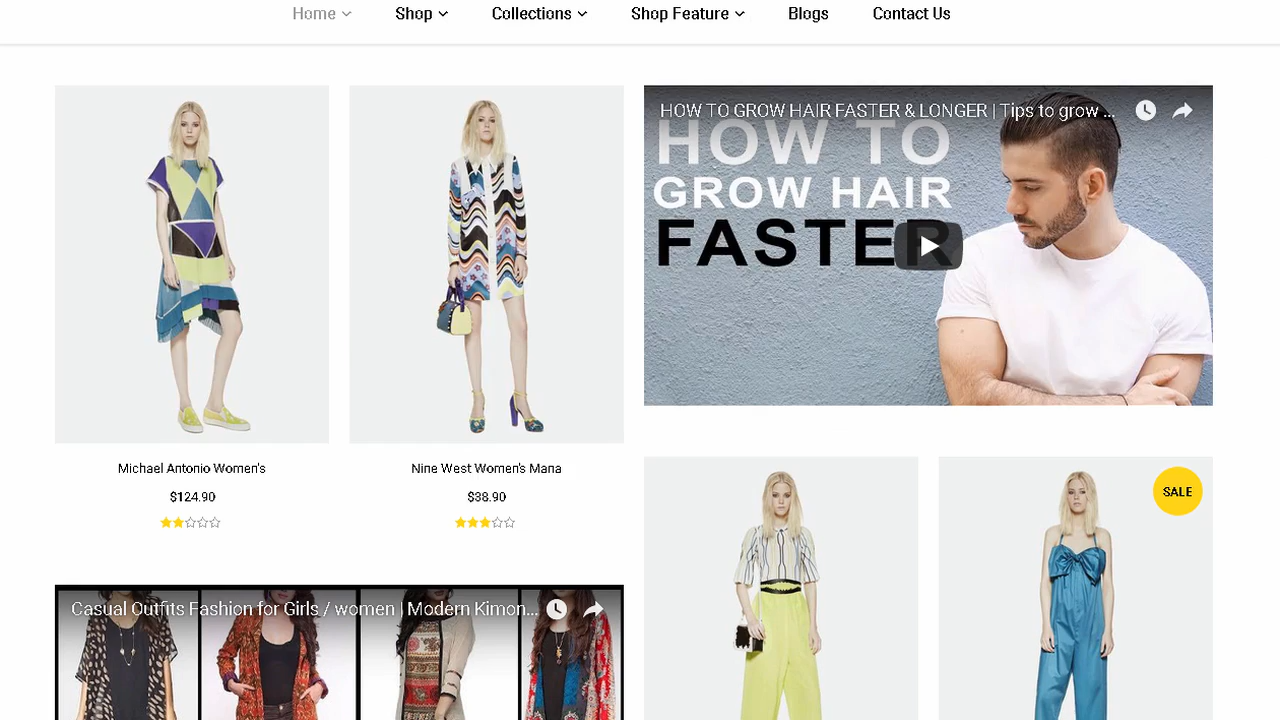 Home
Shop
Collections
Shop Feature
Blogs
Contact Us
HOW TO GROW HAIR FASTER & LONGER | Tips to grow ...
HOW TO
GROW HAIR
FASTER
Michael Antonio Women's
$124.90
Nine West Women's Mana
$38.90
SALE
Casual Outfits Fashion for Girls / women | Modern Kimon...